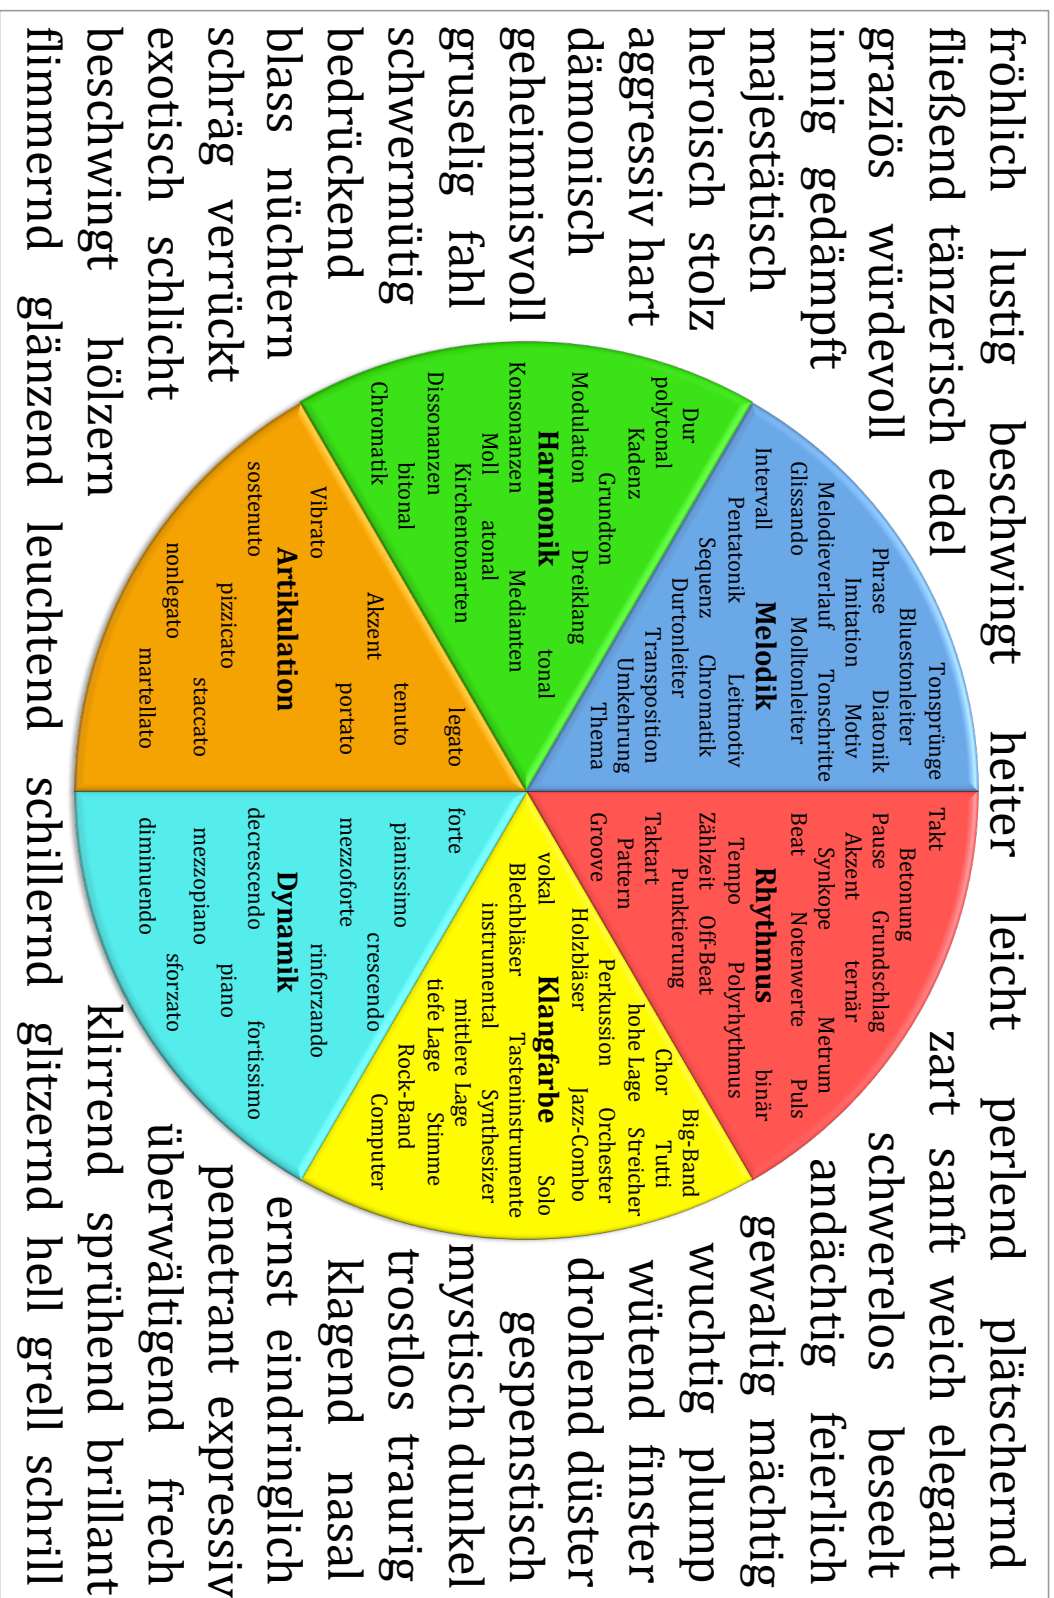 fröhlich lustig beschwingt heiter leicht perlend plätschernd
fließend tänzerisch edel zart sanft weich elegant
graziös würdevoll schwerelos beseelt
innig gedämpft andächtig feierlich
majestätisch gewaltig mächtig
heroisch stolz wuchtig plump
aggressiv hart wütend finster
dämonisch drohend düster
geheimnisvoll gespenstisch
gruselig fahl mystisch dunkel
schwermütig trostlos traurig
bedrückend klagend nasal
blass nüchtern ernst eindringlich
schräg verrückt penetrant expressiv
exotisch schlicht überwältigend frech
beschwingt hölzern klirrend sprühend brillant
flimmernd glänzend leuchtend schillernd glitzernd hell grell schrill
Tonsprünge
Bluestonleiter
Phrase Diatonik
Imitation Motiv
Melodieverlauf Tonschritte
Glissando Molltonleiter
Intervall Melodik
Pentatonik Leitmotiv
Sequenz Chromatik
Durtonleiter
Transposition
Umkehrung
Thema
Takt
Betonung
Pause Grundschlag
Akzent ternär
Synkope Metrum
Beat Notenwerte Puls
Rhythmus binär
Tempo Polyrhythmus
Zählzeit Off-Beat
Punktierung
Taktart
Pattern
Groove
Dur
polytonal
Kadenz
Grundton
Modulation Dreiklang
Harmonik tonal
Konsonanzen Medianten
Moll atonal
Kirchentonarten
Dissonanzen
bitonal
Chromatik
Big-Band
Chor Tutti
hohe Lage Streicher
Perkussion Orchester
Holzbläser Jazz-Combo
vokal Klangfarbe Solo
Blechbläser Tasteninstrumente
instrumental Synthesizer
mittlere Lage
tiefe Lage Stimme
Rock-Band
Computer
legato
tenuto
Akzent
portato
Vibrato
Artikulation
sostenuto
pizzicato
staccato
nonlegato
martellato
forte
pianissimo
crescendo
mezzoforte
rinforzando
Dynamik
decrescendo fortissimo
piano
mezzopiano
sforzato
diminuendo